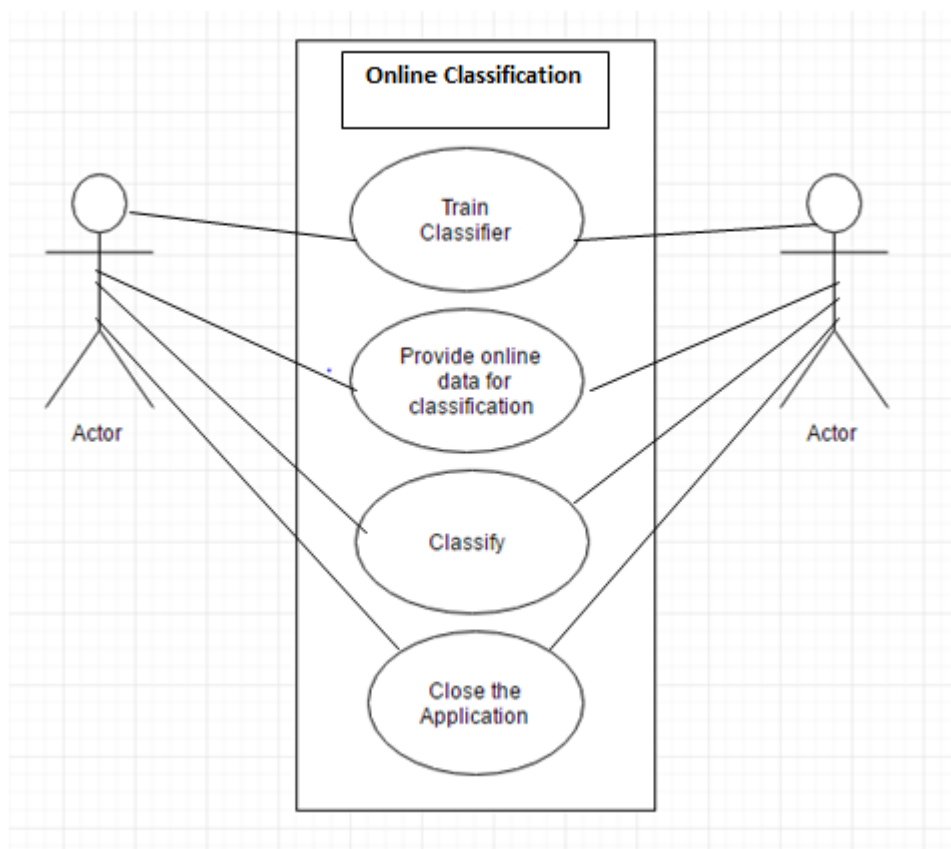 Online Classification
Train
Classifier
Provide online
data for
classification
Actor
Actor
Classify
Close the
Application